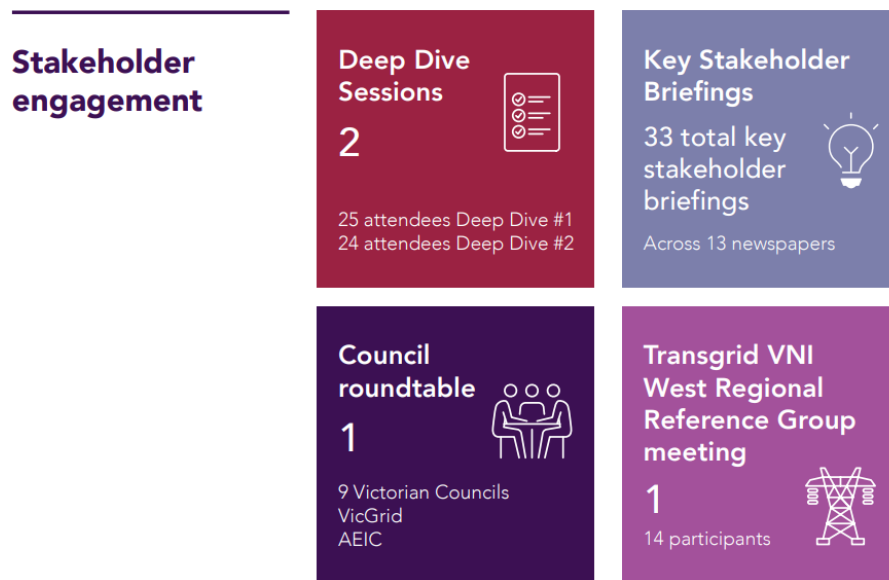 Stakeholder
engagement
Deep Dive
Sessions
2
25 attendees Deep Dive #1
24 attendees Deep Dive #2
Key Stakeholder
Briefings
33 total key
stakeholder
briefings
Across 13 newspapers
Council
roundtable
1
9 Victorian Councils
VicGrid
AEIC
Transgrid VNI
West Regional
Reference Group
meeting
1
14 participants